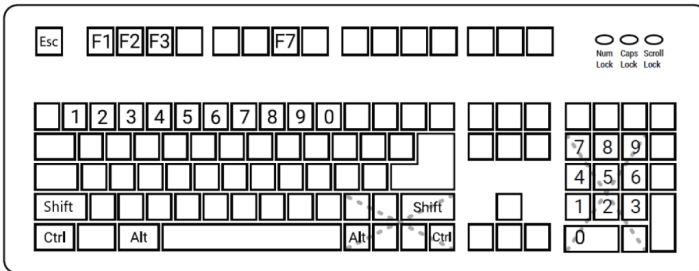 Esc F1 F2 F3 F7
Num Caps Scroll
Lock Lock Lock
1 2 3 4 5 6 7 8 9 0
7 8 9
4 5 6
Shift Shift 1 2 3
Ctrl Alt Alt Ctrl 0